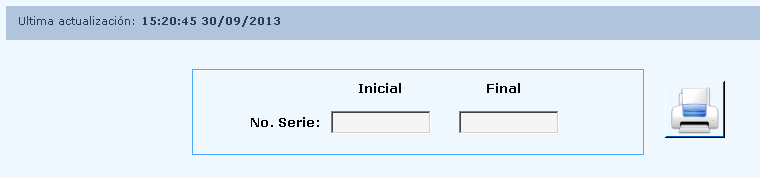 Ultima actualización: 15:20:45 30/09/2013
Inicial Final
No. Serie: